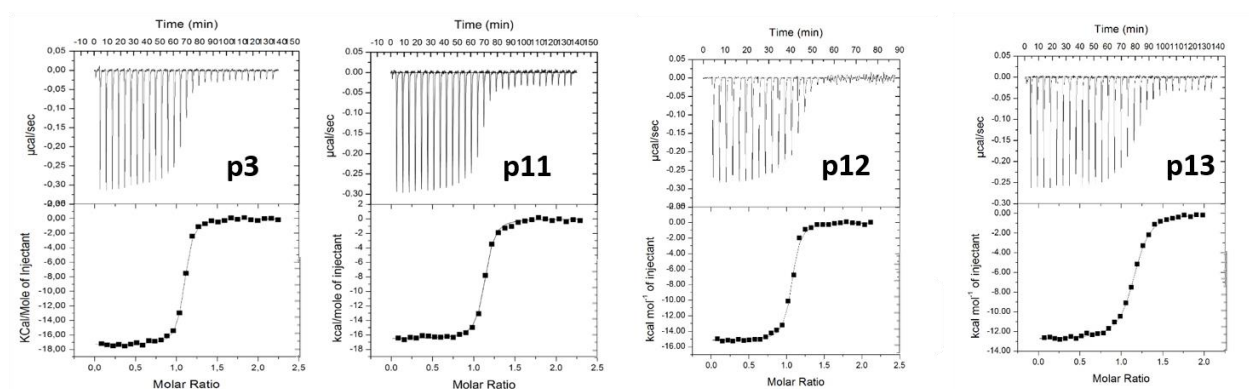 Time (min)
-10 0 10 20 30 40 50 60 70 80 90 100 110 120 130 140 150
0,05
0,00
-0,05
-0,10
-0,15
-0,20
-0,25
-0,30
µcal/sec
p3
0,00
-2,00
-4,00
-6,00
-8,00
-10,00
-12,00
-14,00
-16,00
-18,00
KCal/Mole of Injectant
0.0 0.5 1.0 1.5 2.0 2.5
Molar Ratio
Time (min)
-10 0 10 20 30 40 50 60 70 80 90 100 110 120 130 140 150
0.05
0.00
-0.05
-0.10
-0.15
-0.20
-0.25
-0.30
µcal/sec
p11
2
0
-2
-4
-6
-8
-10
-12
-14
-16
-18
kcal/mole of injectant
0.0 0.5 1.0 1.5 2.0 2.5
Molar Ratio
Time (min)
0 10 20 30 40 50 60 70 80 90
0.05
0.00
-0.05
-0.10
-0.15
-0.20
-0.25
-0.30
µcal/sec
p12
0.00
-2.00
-4.00
-6.00
-8.00
-10.00
-12.00
-14.00
-16.00
kcal mol⁻¹ of injectant
0.0 0.5 1.0 1.5 2.0 2.5
Molar Ratio
Time (min)
0 10 20 30 40 50 60 70 80 90 100 110 120 130 140
0.05
0.00
-0.05
-0.10
-0.15
-0.20
-0.25
-0.30
µcal/sec
p13
0.00
-2.00
-4.00
-6.00
-8.00
-10.00
-12.00
-14.00
kcal mol⁻¹ of injectant
0.0 0.5 1.0 1.5 2.0
Molar Ratio